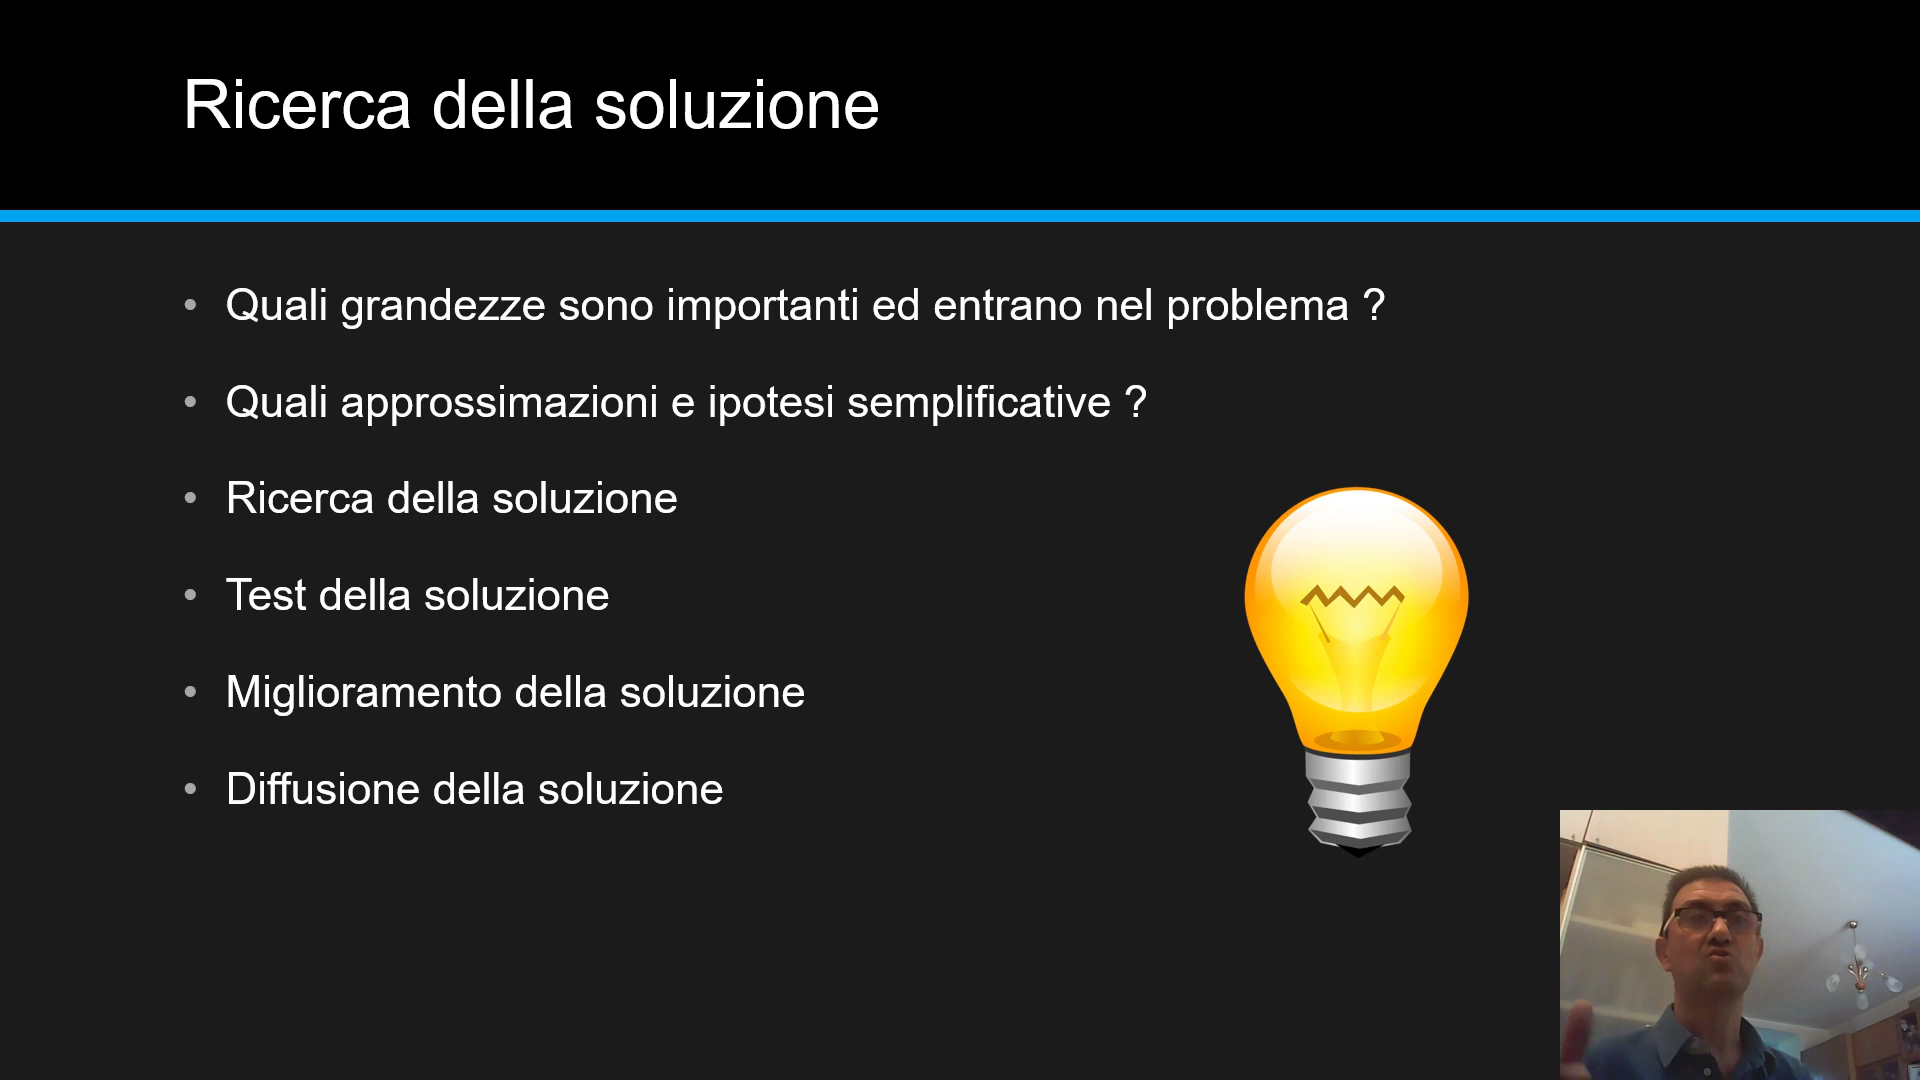 Ricerca della soluzione
• Quali grandezze sono importanti ed entrano nel problema ?
• Quali approssimazioni e ipotesi semplificative ?
• Ricerca della soluzione
• Test della soluzione
• Miglioramento della soluzione
• Diffusione della soluzione